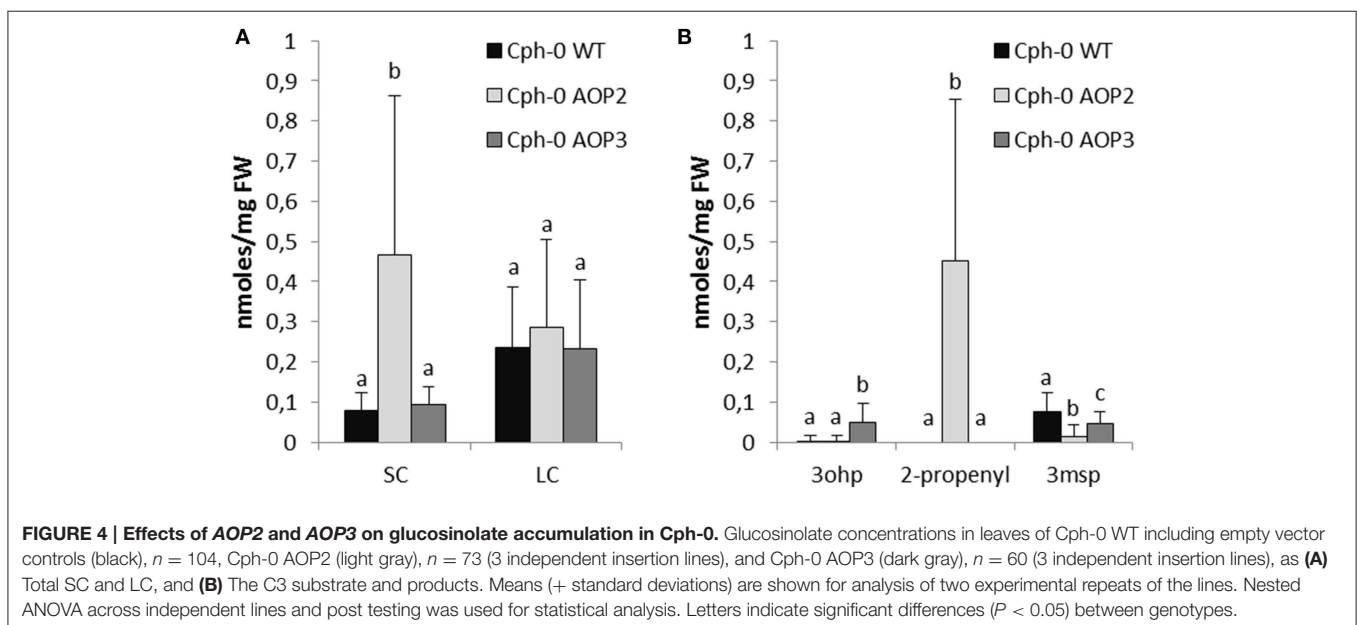 A
B
nmoles/mg FW
1
0,9
0,8
0,7
0,6
0,5
0,4
0,3
0,2
0,1
0
Cph-0 WT
Cph-0 AOP2
Cph-0 AOP3
a b a a a a
SC LC
nmoles/mg FW
1
0,9
0,8
0,7
0,6
0,5
0,4
0,3
0,2
0,1
0
Cph-0 WT
Cph-0 AOP2
Cph-0 AOP3
a a b a b a a b c
3ohp 2-propenyl 3msp
FIGURE 4 | Effects of AOP2 and AOP3 on glucosinolate accumulation in Cph-0. Glucosinolate concentrations in leaves of Cph-0 WT including empty vector
controls (black), n = 104, Cph-0 AOP2 (light gray), n = 73 (3 independent insertion lines), and Cph-0 AOP3 (dark gray), n = 60 (3 independent insertion lines), as (A)
Total SC and LC, and (B) The C3 substrate and products. Means (+ standard deviations) are shown for analysis of two experimental repeats of the lines. Nested
ANOVA across independent lines and post testing was used for statistical analysis. Letters indicate significant differences (P < 0.05) between genotypes.